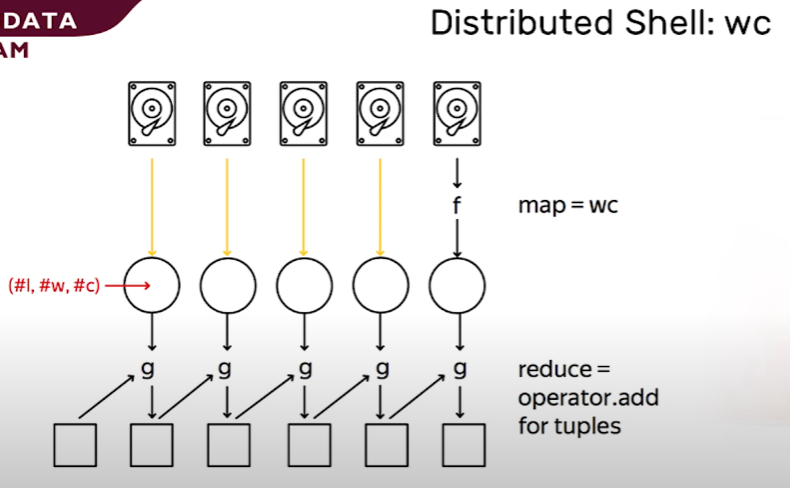 DATA
AM
Distributed Shell: wc
f
map = wc
(#l, #w, #c)
g g g g g
reduce =
operator.add
for tuples